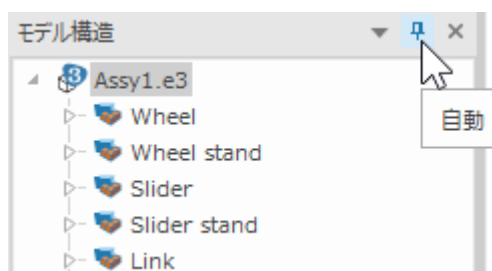 モデル構造
Assy1.e3
Wheel
自動
Wheel stand
Slider
Slider stand
Link